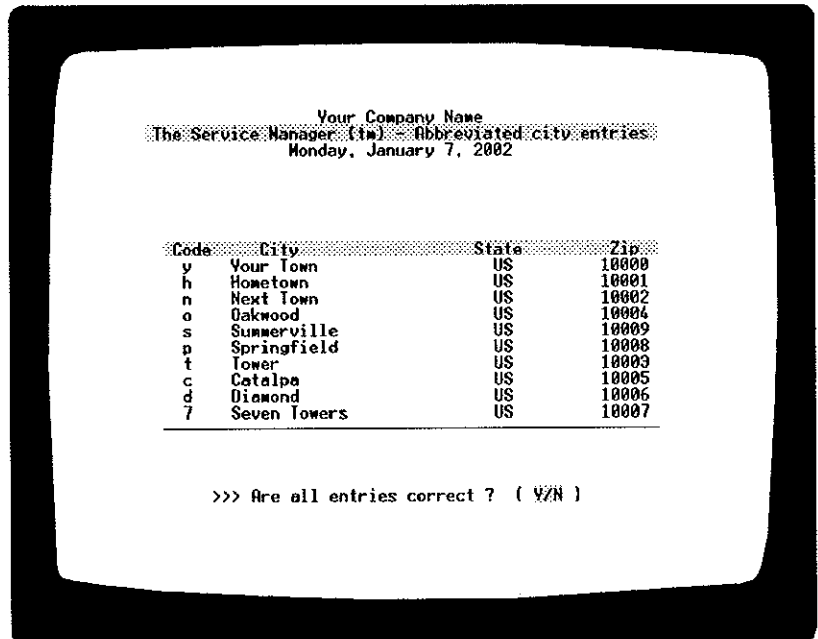 Your Company Name
The Service Manager (tm) - Abbreviated city entries
Monday, January 7, 2002
Code City State Zip
y Your Town US 10000
h Hometown US 10001
n Next Town US 10002
o Oakwood US 10004
s Summerville US 10009
p Springfield US 10008
t Tower US 10003
c Catalpa US 10005
d Diamond US 10006
7 Seven Towers US 10007
>>> Are all entries correct ? ( Y/N )